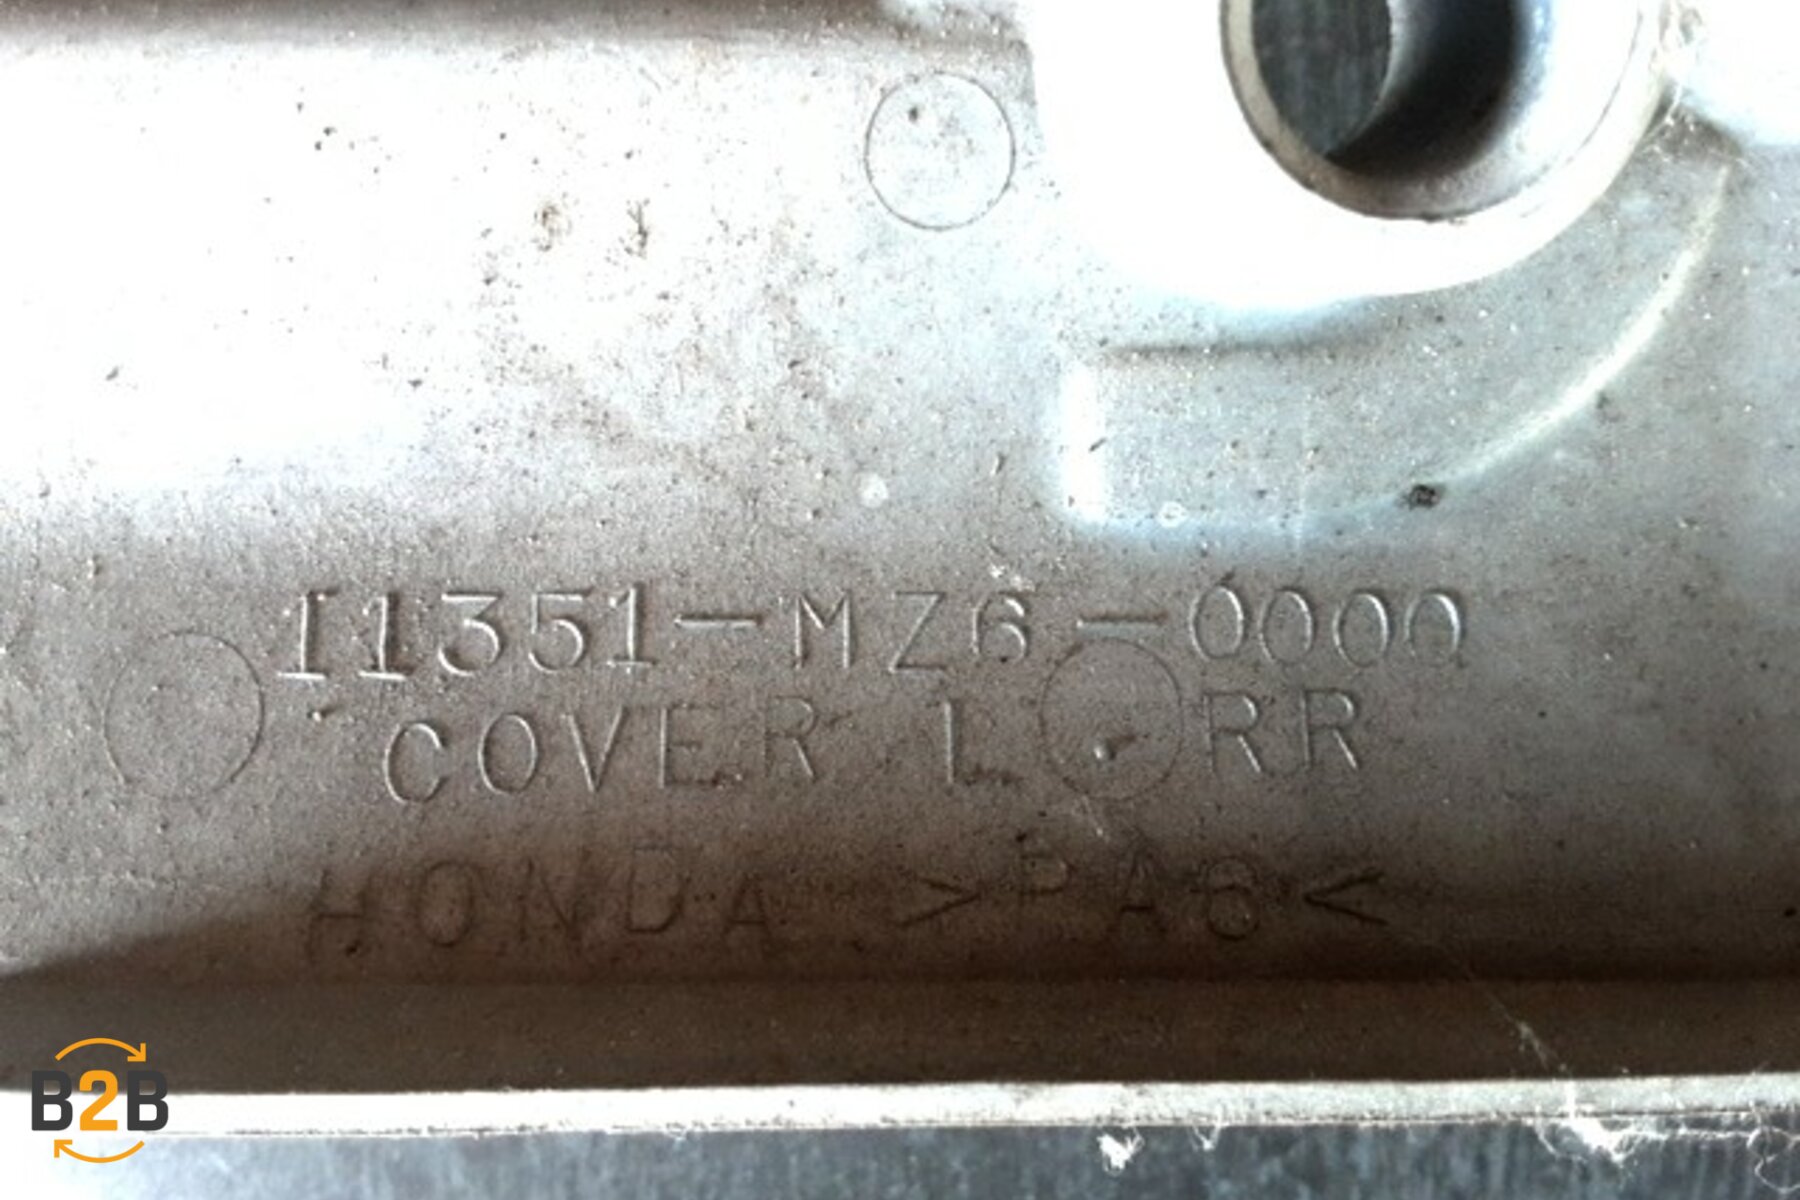 11351-MZ6-0000
COVER L RR
HONDA >PA6<
B2B